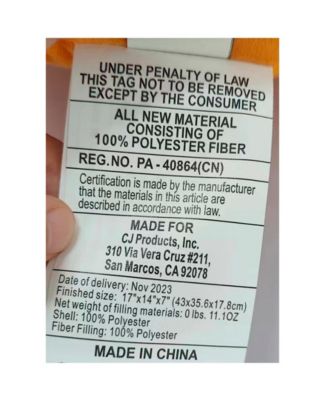 UNDER PENALTY OF LAW
THIS TAG NOT TO BE REMOVED
EXCEPT BY THE CONSUMER
ALL NEW MATERIAL
CONSISTING OF
100% POLYESTER FIBER
REG.NO. PA - 40864(CN)
Certification is made by the manufacturer
that the materials in this article are
described in accordance with law.
MADE FOR
CJ Products, Inc.
310 Via Vera Cruz #211,
San Marcos, CA 92078
Date of delivery: Nov 2023
Finished size: 17"x14"x7" (43x35.6x17.8cm)
Net weight of filling materials: 0 lbs. 11.1OZ
Shell: 100% Polyester
Fiber Filling: 100% Polyester
MADE IN CHINA